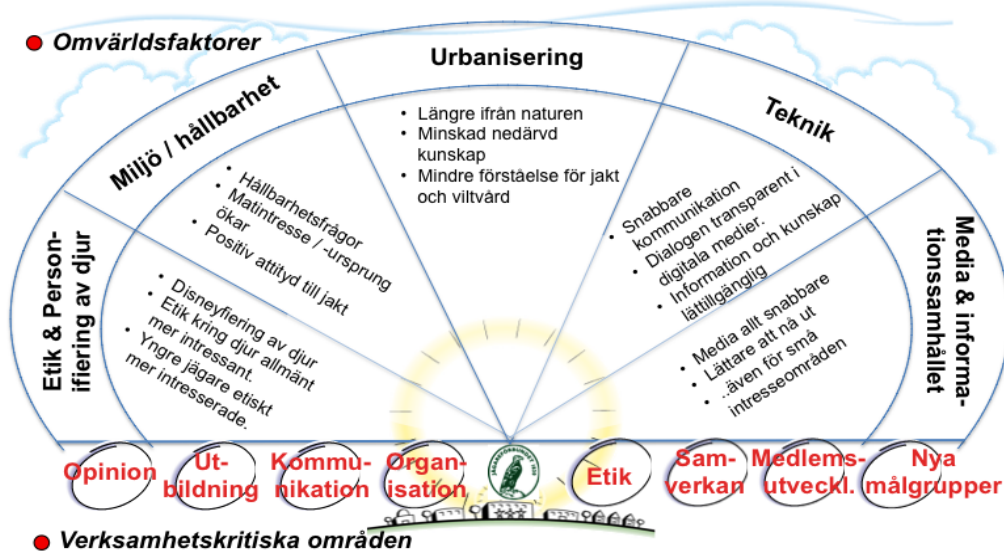 Omvärldsfaktorer
Etik & Person-
ifiering av djur
Miljö / hållbarhet
Urbanisering
Teknik
Media & informa-
tionssamhället
• Disneyfiering av djur
• Etik kring djur allmänt
mer intressant.
• Yngre jägare etiskt
mer intresserade.
• Hållbarhetsfrågor
• Matintresse / -ursprung
ökar
• Positiv attityd till jakt
• Längre ifrån naturen
• Minskad nedärvd
kunskap
• Mindre förståelse för jakt
och viltvård
• Snabbare
kommunikation
• Dialogen transparent i
digitala medier.
• Information och kunskap
lättillgänglig
• Media allt snabbare
• Lättare att nå ut
• ..även för små
intresseområden
Opinion
Ut-
bildning
Kommu-
nikation
Organ-
isation
Etik
Sam-
verkan
Medlems-
utveckl.
Nya
målgrupper
Verksamhetskritiska områden